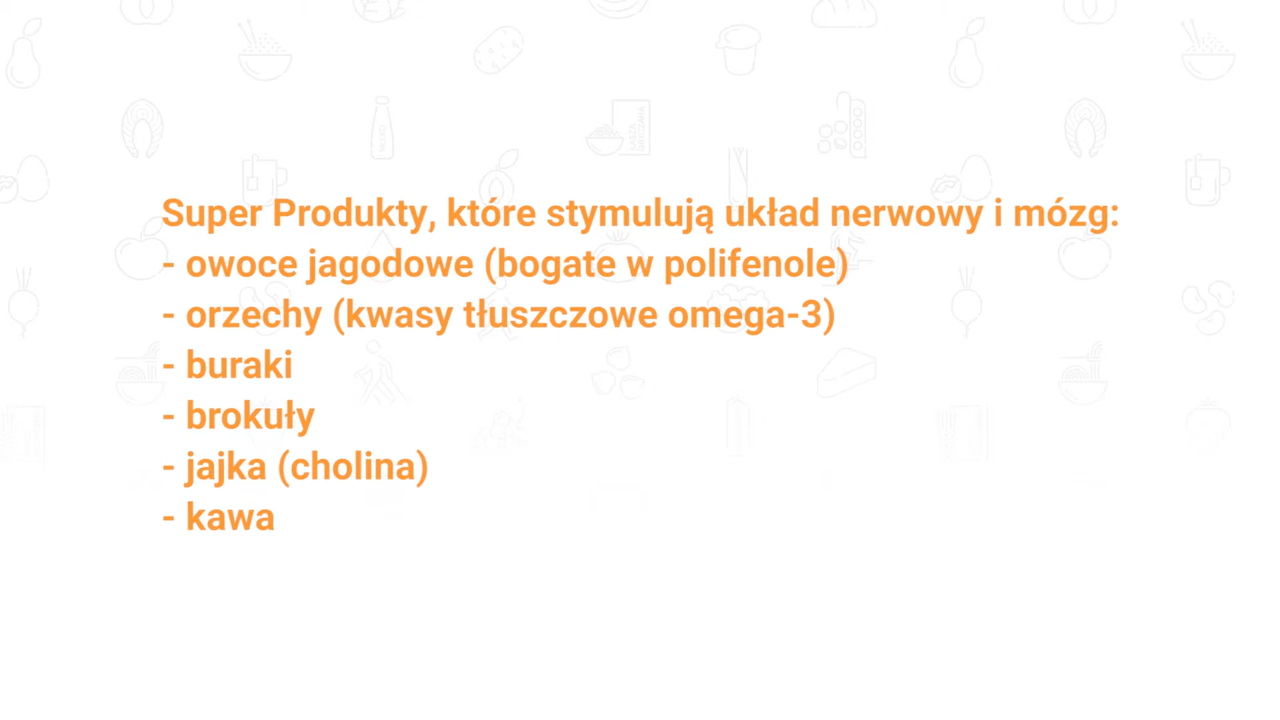 Super Produkty, które stymulują układ nerwowy i mózg:
- owoce jagodowe (bogate w polifenole)
- orzechy (kwasy tłuszczowe omega-3)
- buraki
- brokuły
- jajka (cholina)
- kawa